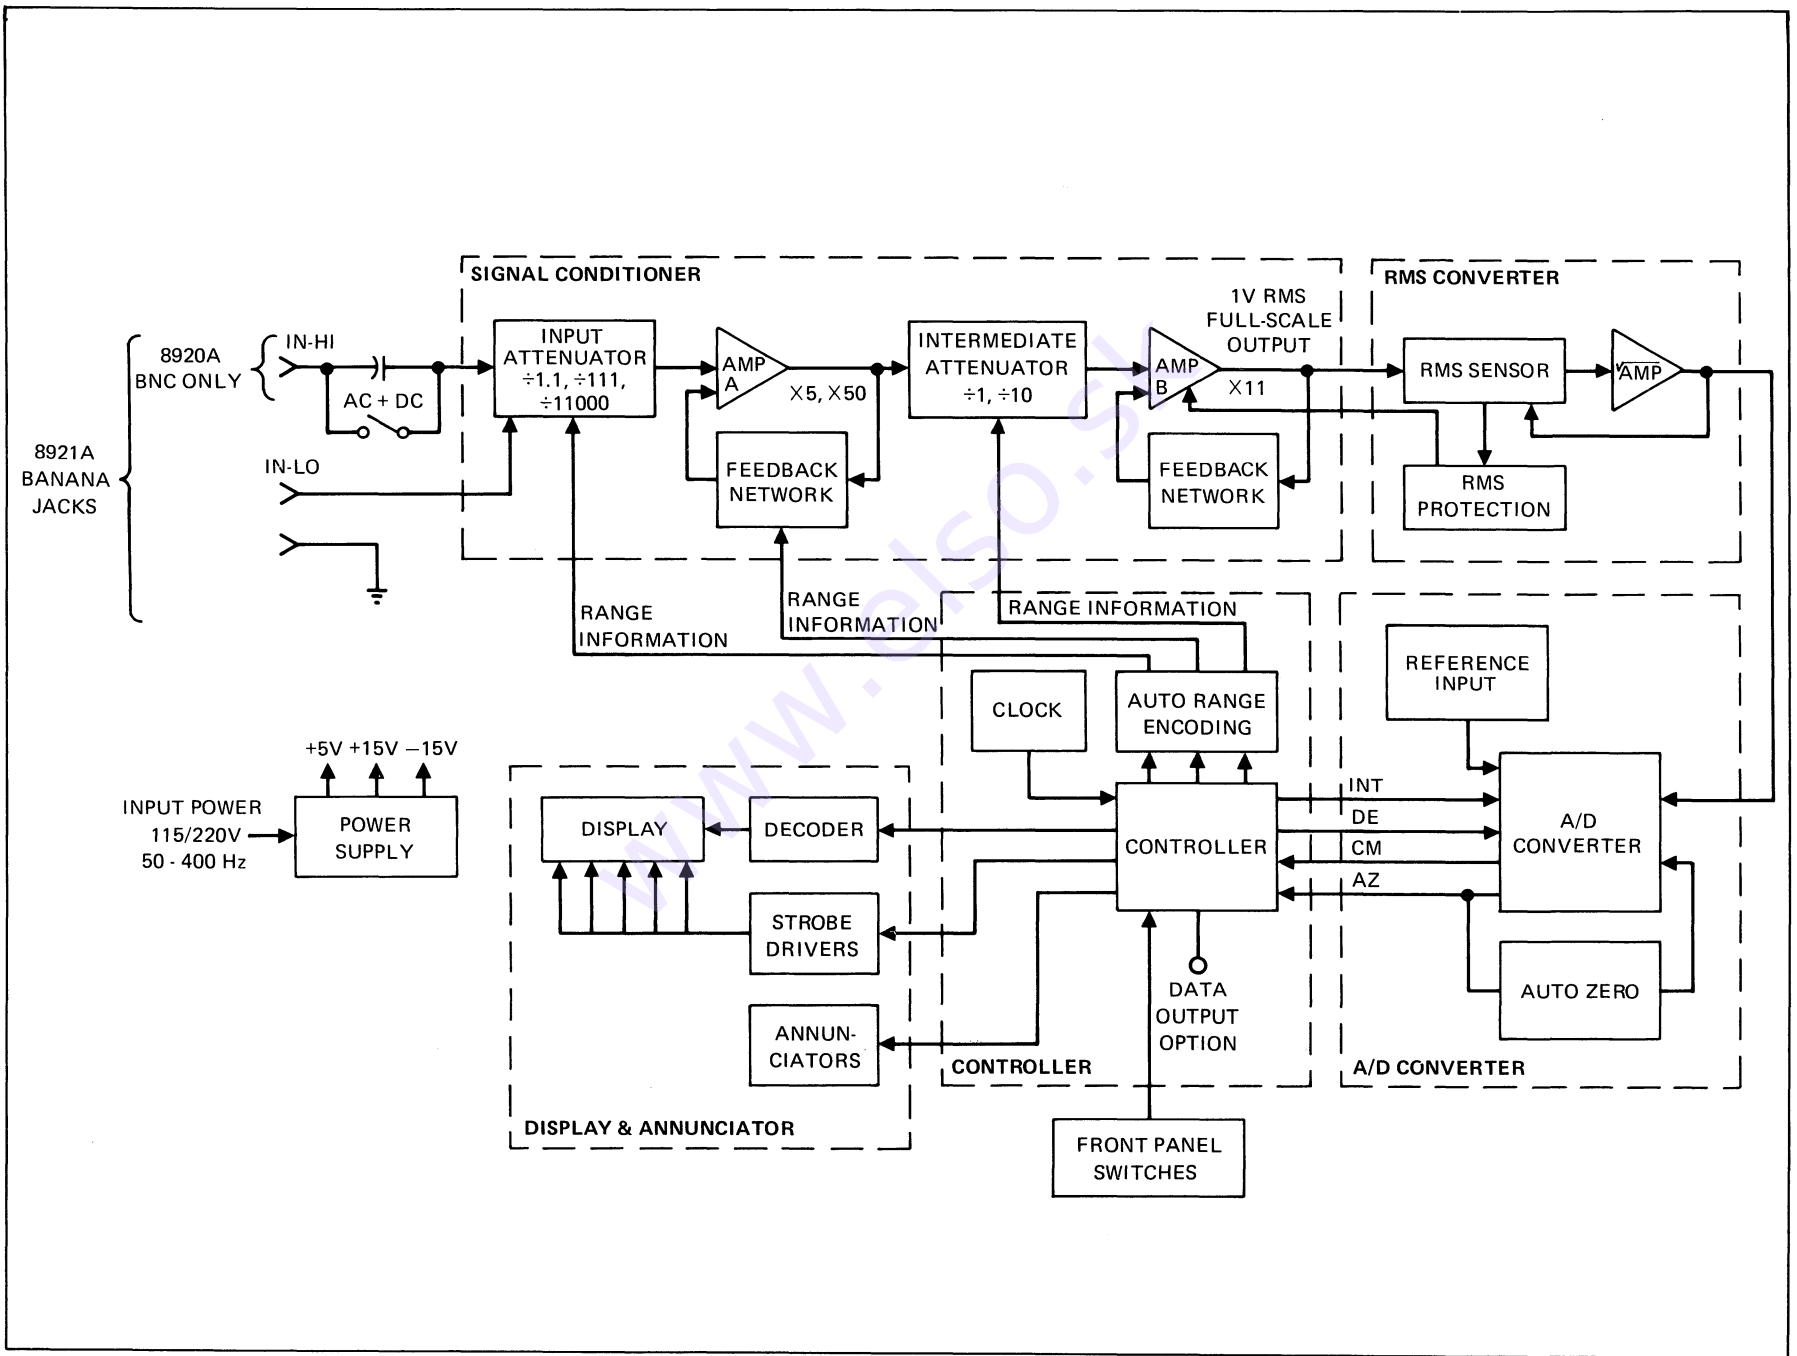 SIGNAL CONDITIONER
RMS CONVERTER
1V RMS
FULL-SCALE
OUTPUT
8921A
BANANA
JACKS
8920A
BNC ONLY
IN-HI
AC + DC
IN-LO
INPUT
ATTENUATOR
÷1.1, ÷111,
÷11000
AMP
A
X5, X50
FEEDBACK
NETWORK
INTERMEDIATE
ATTENUATOR
÷1, ÷10
AMP
B
X11
FEEDBACK
NETWORK
RMS SENSOR
√AMP
RMS
PROTECTION
RANGE
INFORMATION
RANGE
INFORMATION
RANGE INFORMATION
CLOCK
AUTO RANGE
ENCODING
REFERENCE
INPUT
+5V +15V −15V
INPUT POWER
115/220V
50 - 400 Hz
POWER
SUPPLY
DISPLAY
DECODER
CONTROLLER
INT
DE
CM
AZ
A/D
CONVERTER
STROBE
DRIVERS
ANNUN-
CIATORS
DATA
OUTPUT
OPTION
AUTO ZERO
CONTROLLER
A/D CONVERTER
DISPLAY & ANNUNCIATOR
FRONT PANEL
SWITCHES
www.elso.sk